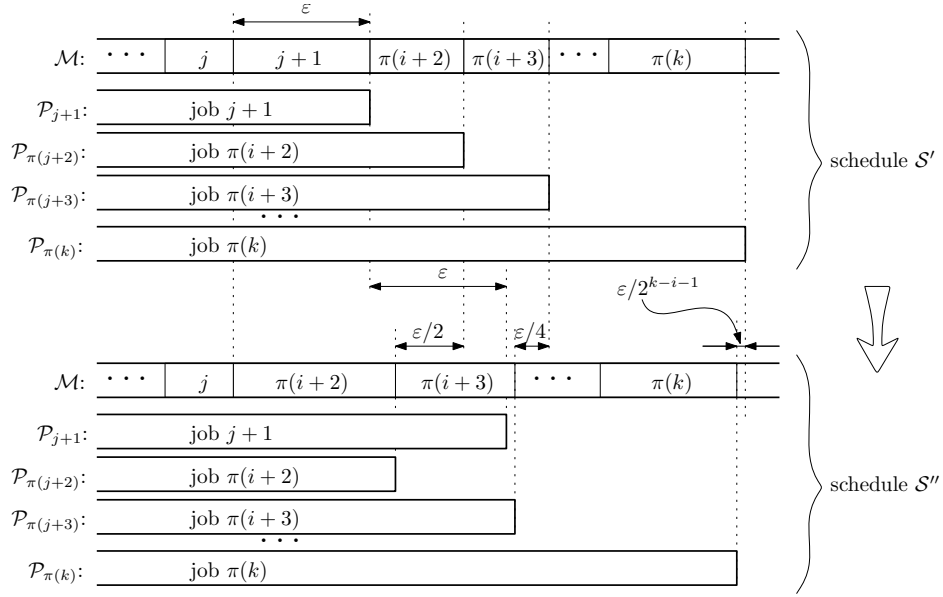 ε
M: ··· j j + 1 π(i + 2) π(i + 3) ··· π(k)
P_{j+1}: job j + 1
P_{π(j+2)}: job π(i + 2)
P_{π(j+3)}: job π(i + 3)
···
P_{π(k)}: job π(k)
schedule S′
ε
ε/2^{k−i−1}
ε/2 ε/4
M: ··· j π(i + 2) π(i + 3) ··· π(k)
P_{j+1}: job j + 1
P_{π(j+2)}: job π(i + 2)
P_{π(j+3)}: job π(i + 3)
···
P_{π(k)}: job π(k)
schedule S″